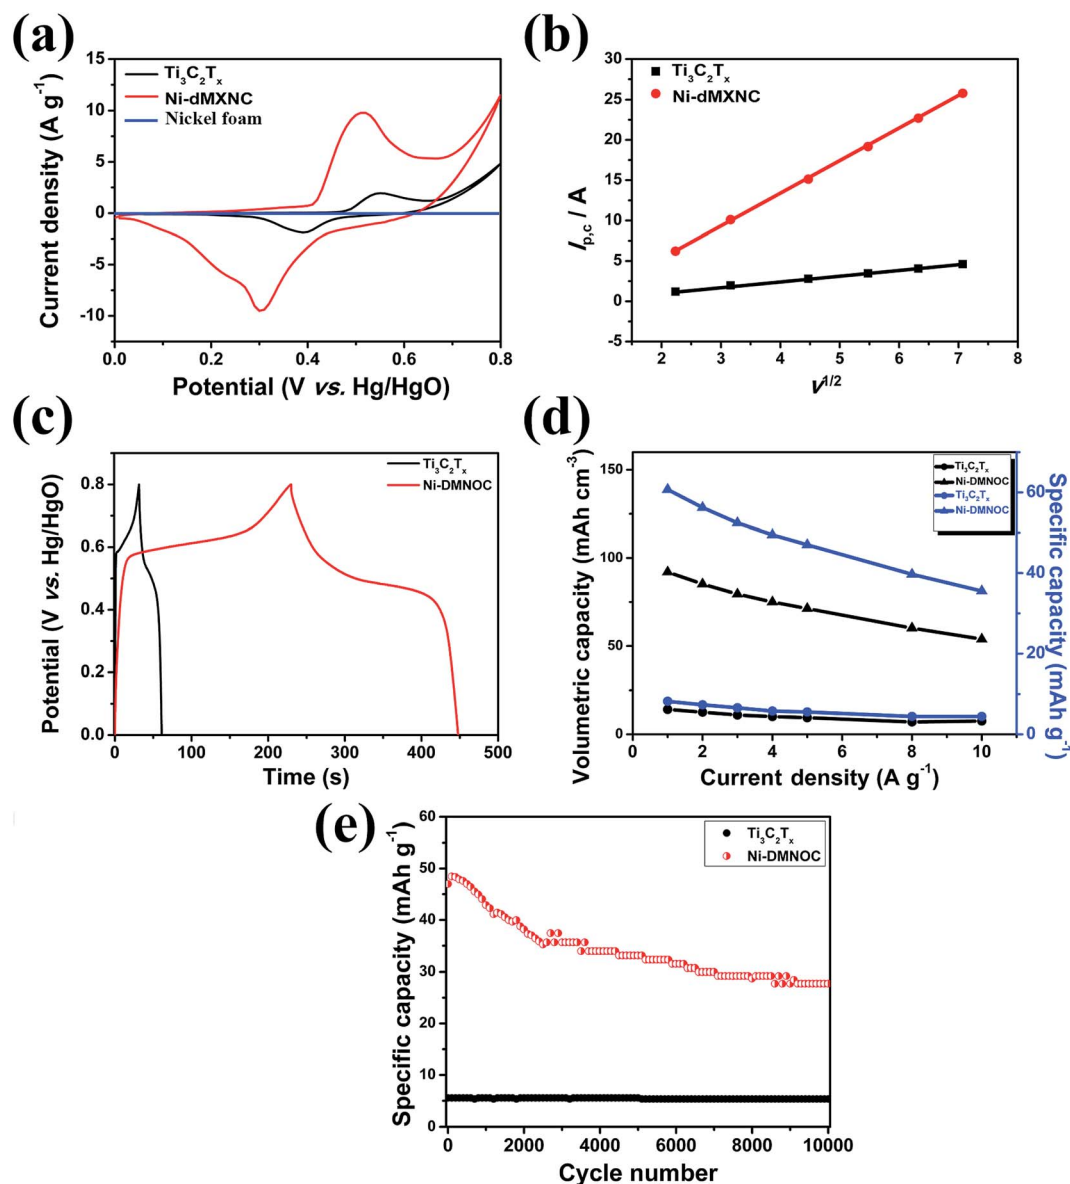 (a)
15
10
5
0
-5
-10
0.0 0.2 0.4 0.6 0.8
Current density (A g⁻¹)
Potential (V vs. Hg/HgO)
Ti₃C₂Tₓ
Ni-dMXNC
Nickel foam
(b)
30
25
20
15
10
5
0
-5
2 3 4 5 6 7 8
I_p,c / A
v^1/2
Ti₃C₂Tₓ
Ni-dMXNC
(c)
0.8
0.6
0.4
0.2
0.0
0 100 200 300 400 500
Potential (V vs. Hg/HgO)
Time (s)
Ti₃C₂Tₓ
Ni-DMNOC
(d)
150
100
50
0
0 2 4 6 8 10
60
40
20
0
Volumetric capacity (mAh cm⁻³)
Current density (A g⁻¹)
Specific capacity (mAh g⁻¹)
Ti₃C₂Tₓ
Ni-DMNOC
Ti₃C₂Tₓ
Ni-DMNOC
(e)
60
50
40
30
20
10
0
0 2000 4000 6000 8000 10000
Specific capacity (mAh g⁻¹)
Cycle number
Ti₃C₂Tₓ
Ni-DMNOC